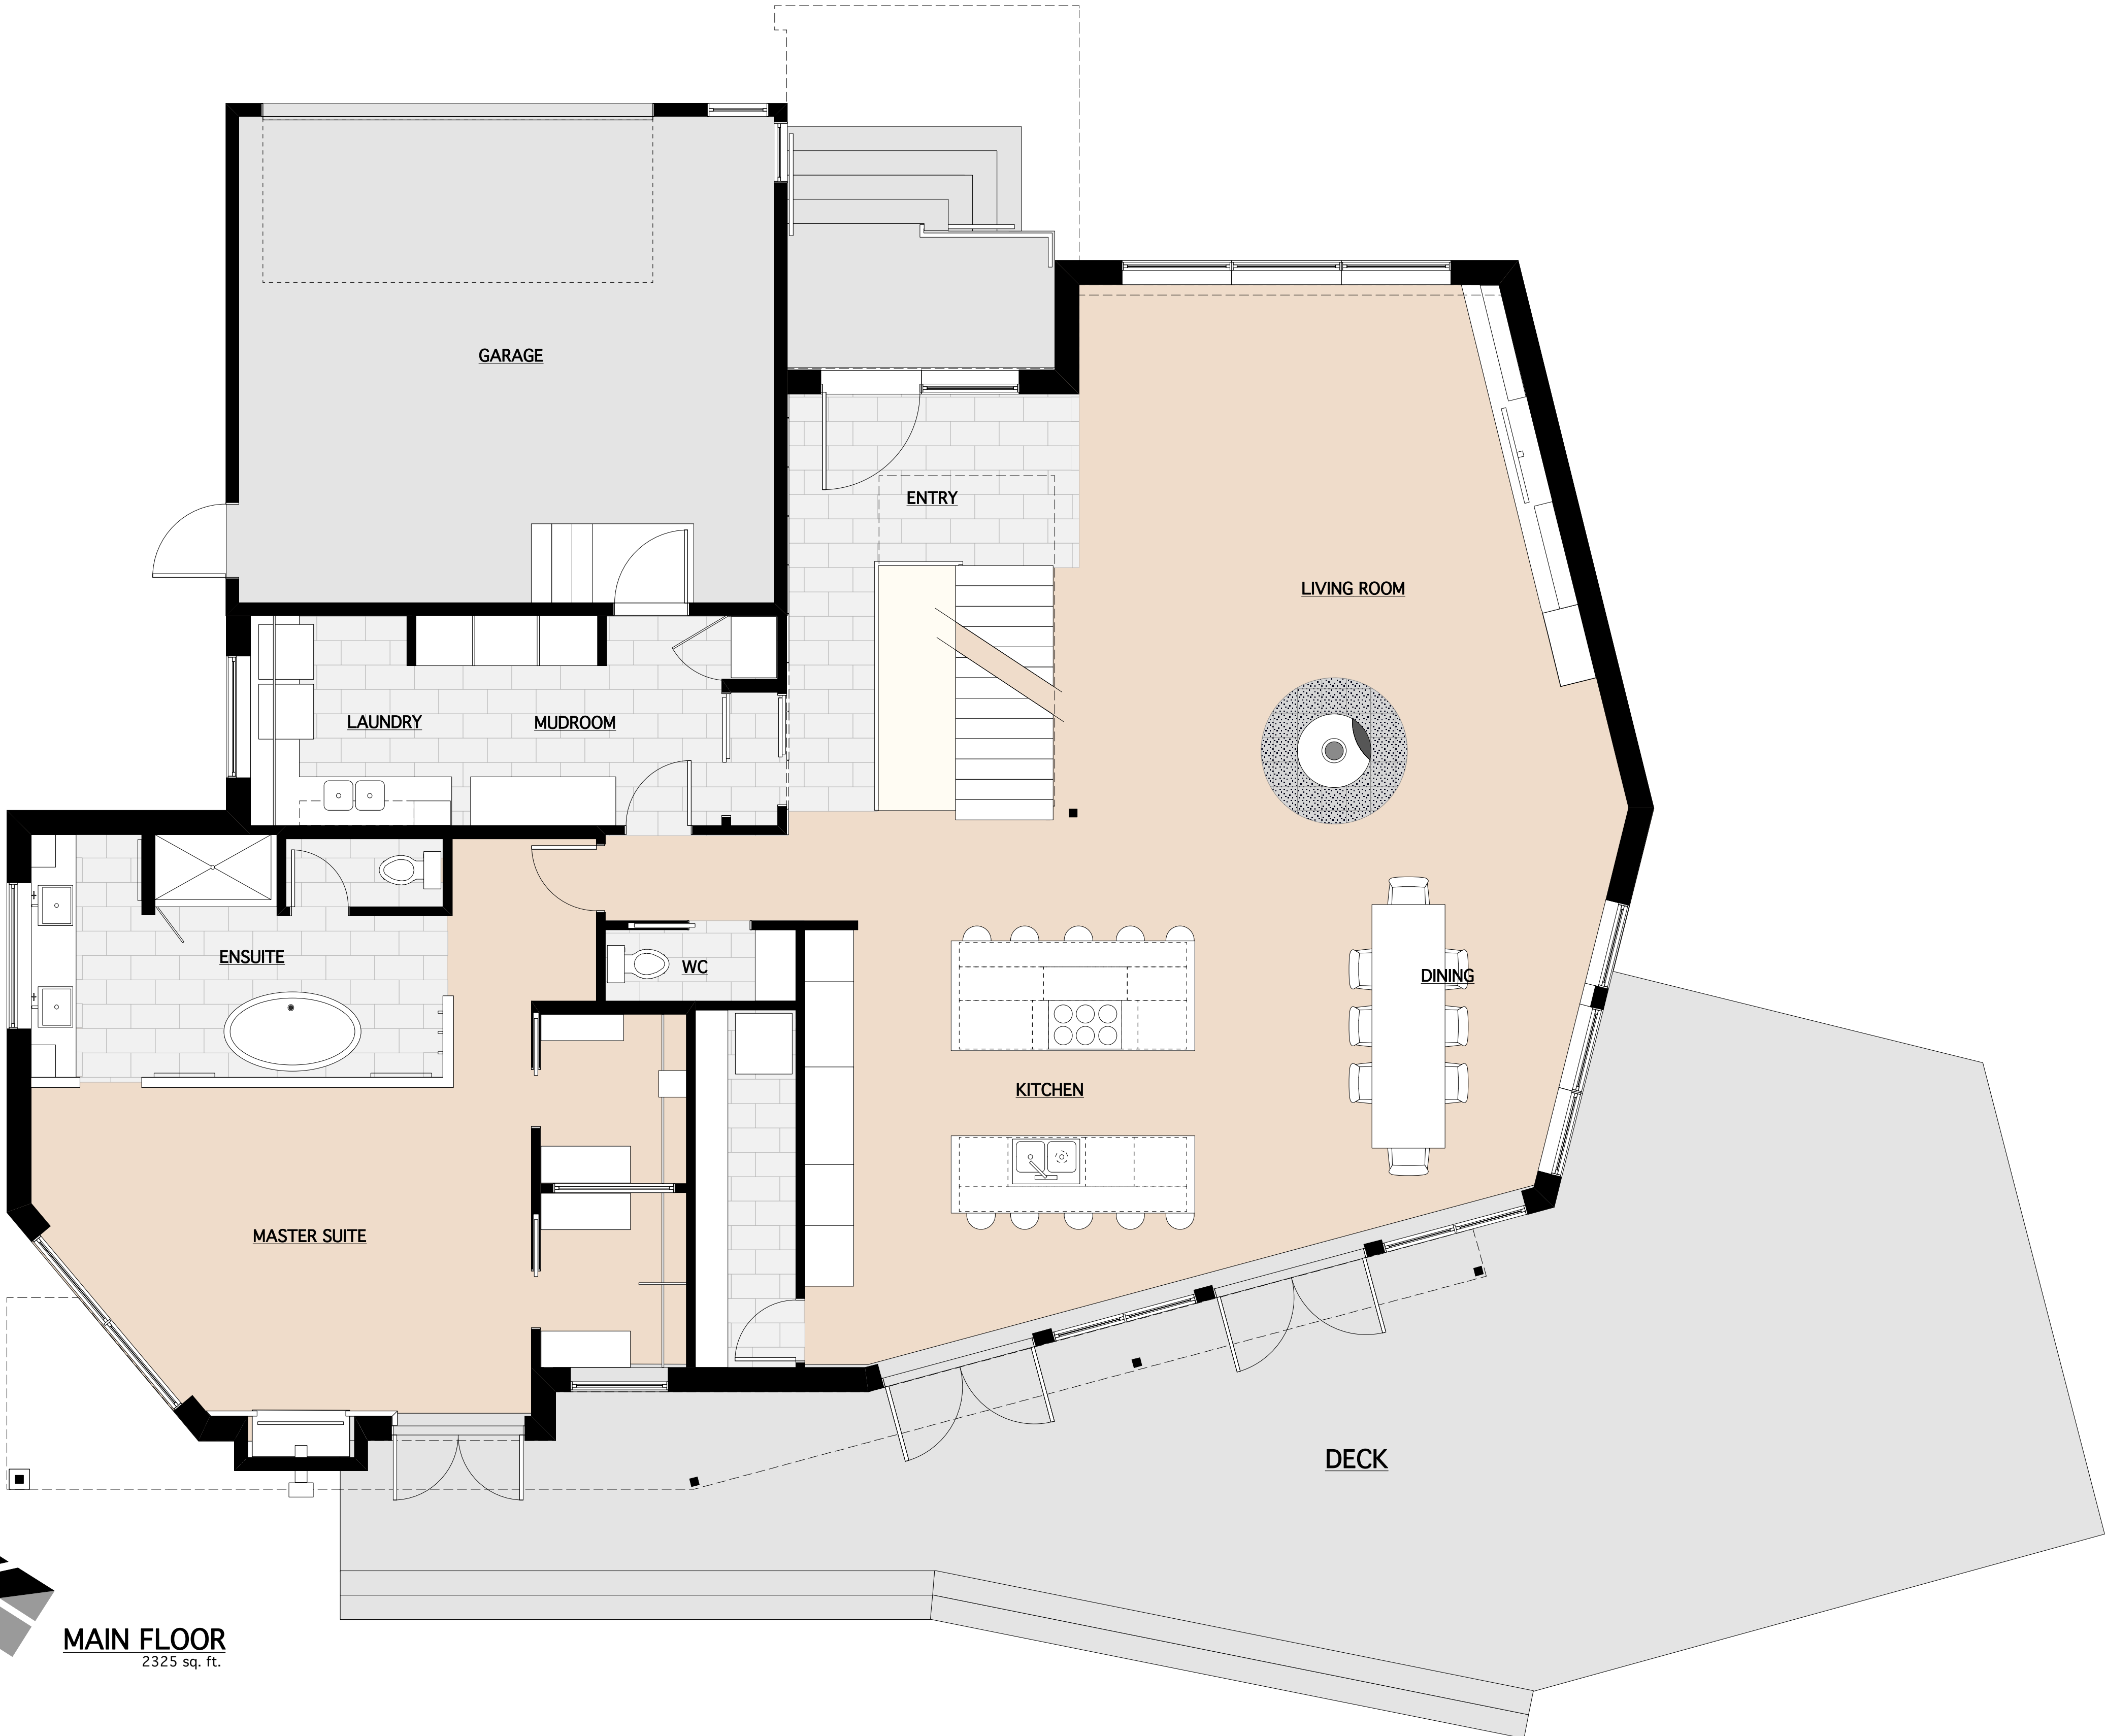 GARAGE
ENTRY
LIVING ROOM
LAUNDRY
MUDROOM
ENSUITE
WC
DINING
KITCHEN
MASTER SUITE
DECK
MAIN FLOOR
2325 sq. ft.